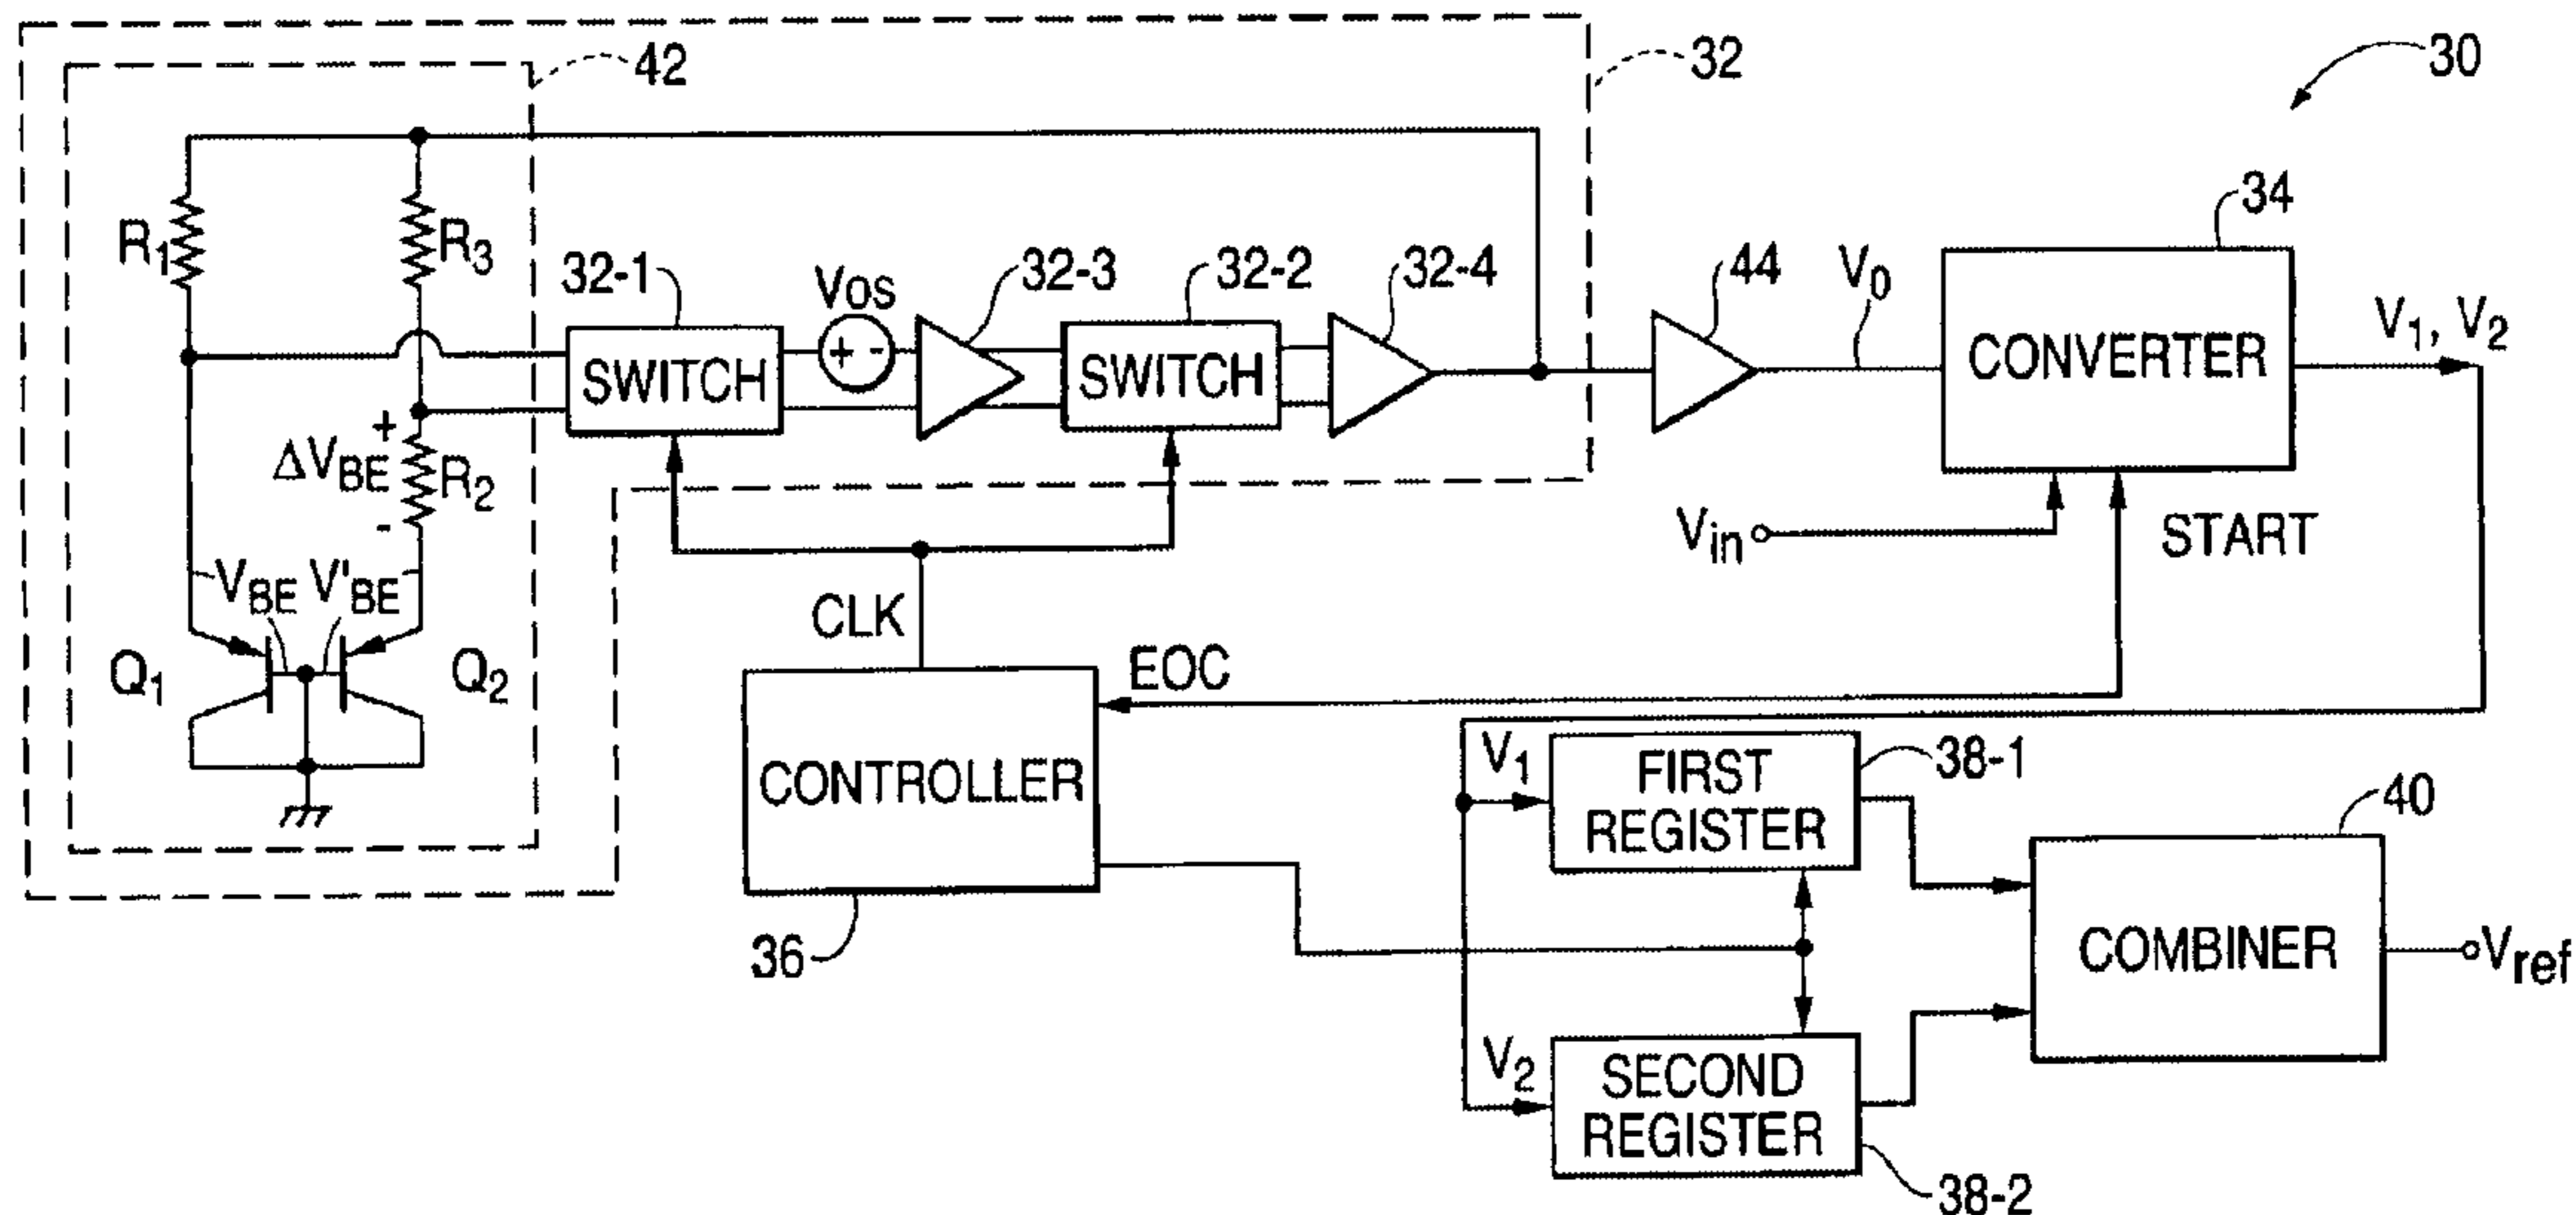 42
32
30
34
R1
R3
32-1
VOS
32-3
32-2
32-4
44
V0
V1, V2
SWITCH
SWITCH
CONVERTER
+
+ -
ΔVBE
R2
-
Vin
START
VBE
V'BE
CLK
Q1
Q2
EOC
CONTROLLER
36
V1
FIRST
REGISTER
38-1
40
COMBINER
Vref
V2
SECOND
REGISTER
38-2